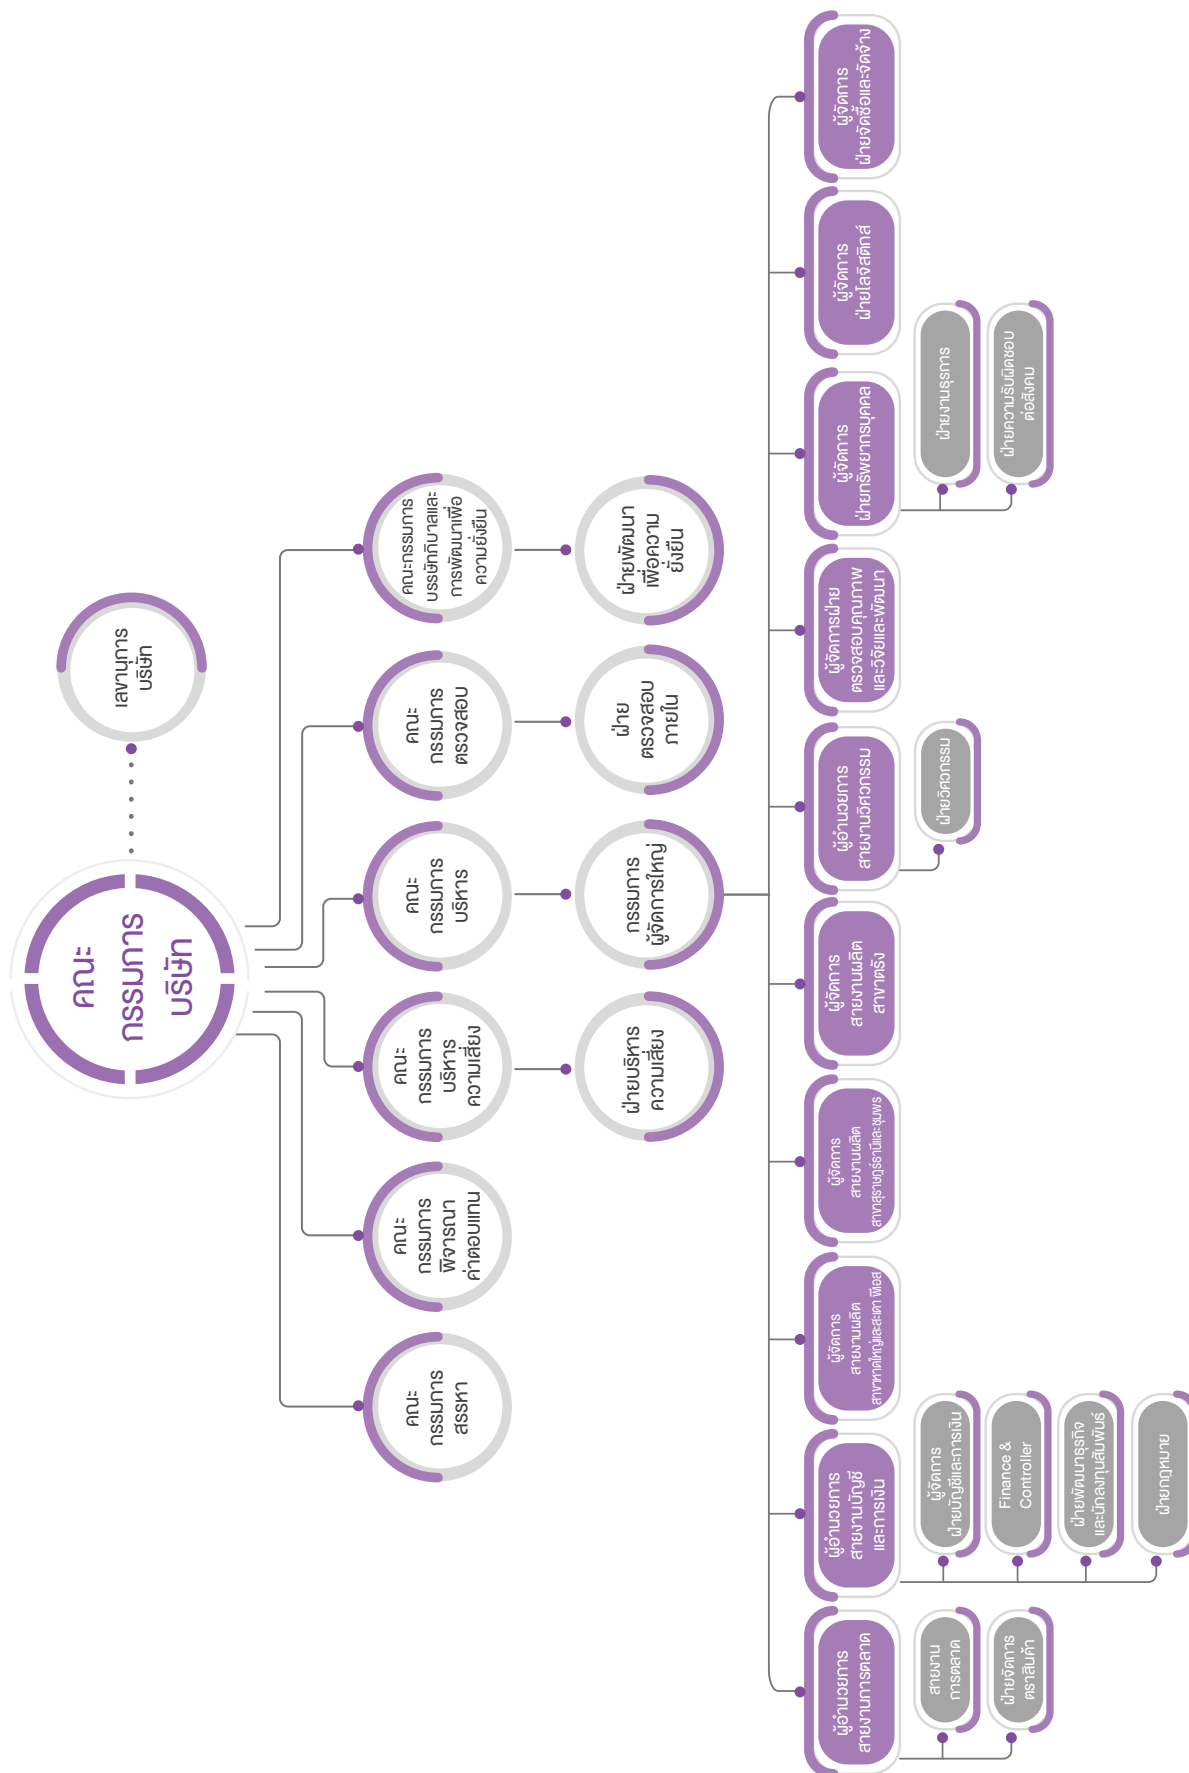 คณะ
กรรมการ
บริษัท
เลขานุการ
บริษัท
คณะ
กรรมการ
สรรหา
คณะ
กรรมการ
พิจารณา
ค่าตอบแทน
คณะ
กรรมการ
บริหาร
ความเสี่ยง
คณะ
กรรมการ
บริหาร
คณะ
กรรมการ
ตรวจสอบ
คณะกรรมการ
บรรษัทภิบาลและ
การพัฒนาเพื่อ
ความยั่งยืน
ฝ่ายบริหาร
ความเสี่ยง
กรรมการ
ผู้จัดการใหญ่
ฝ่าย
ตรวจสอบ
ภายใน
ฝ่ายพัฒนา
เพื่อความ
ยั่งยืน
ผู้อำนวยการ
สายงานการตลาด
ผู้อำนวยการ
สายงานบัญชี
และการเงิน
ผู้จัดการ
สายงานผลิต
สาขาหาดใหญ่และสะเดา พีเอส
ผู้จัดการ
สายงานผลิต
สาขาสุราษฎร์ธานีและชุมพร
ผู้จัดการ
สายงานผลิต
สาขาตรัง
ผู้อำนวยการ
สายงานวิศวกรรม
ผู้จัดการฝ่าย
ตรวจสอบคุณภาพ
และวิจัยและพัฒนา
ผู้จัดการ
ฝ่ายทรัพยากรบุคคล
ผู้จัดการ
ฝ่ายโลจิสติกส์
ผู้จัดการ
ฝ่ายจัดซื้อและจัดจ้าง
สายงาน
การตลาด
ฝ่ายจัดการ
ตราสินค้า
ผู้จัดการ
ฝ่ายบัญชีและการเงิน
Finance &
Controller
ฝ่ายพัฒนาธุรกิจ
และนักลงทุนสัมพันธ์
ฝ่ายกฎหมาย
ฝ่ายวิศวกรรม
ฝ่ายงานธุรการ
ฝ่ายความรับผิดชอบ
ต่อสังคม